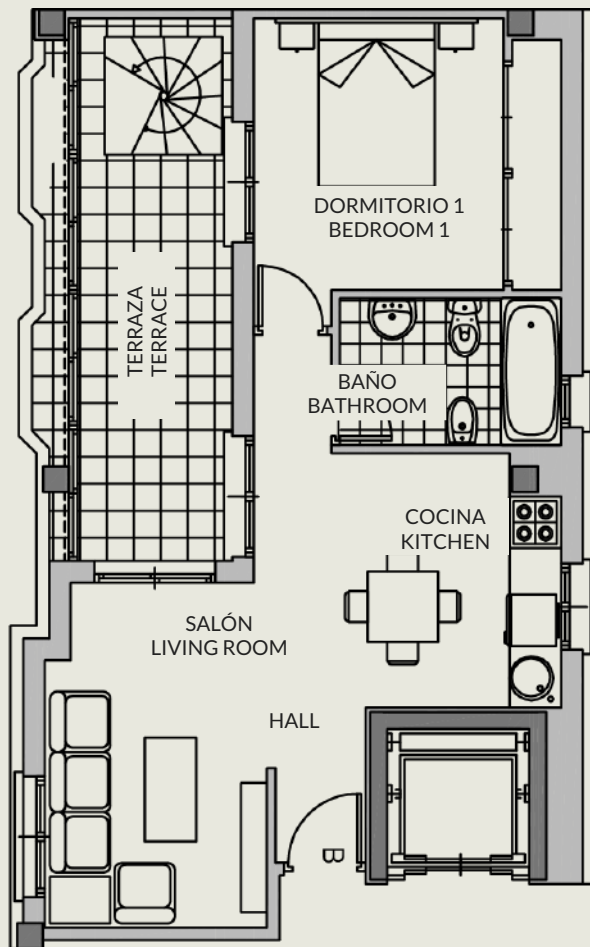 DORMITORIO 1
BEDROOM 1
TERRAZA
TERRACE
BAÑO
BATHROOM
COCINA
KITCHEN
SALÓN
LIVING ROOM
HALL
B